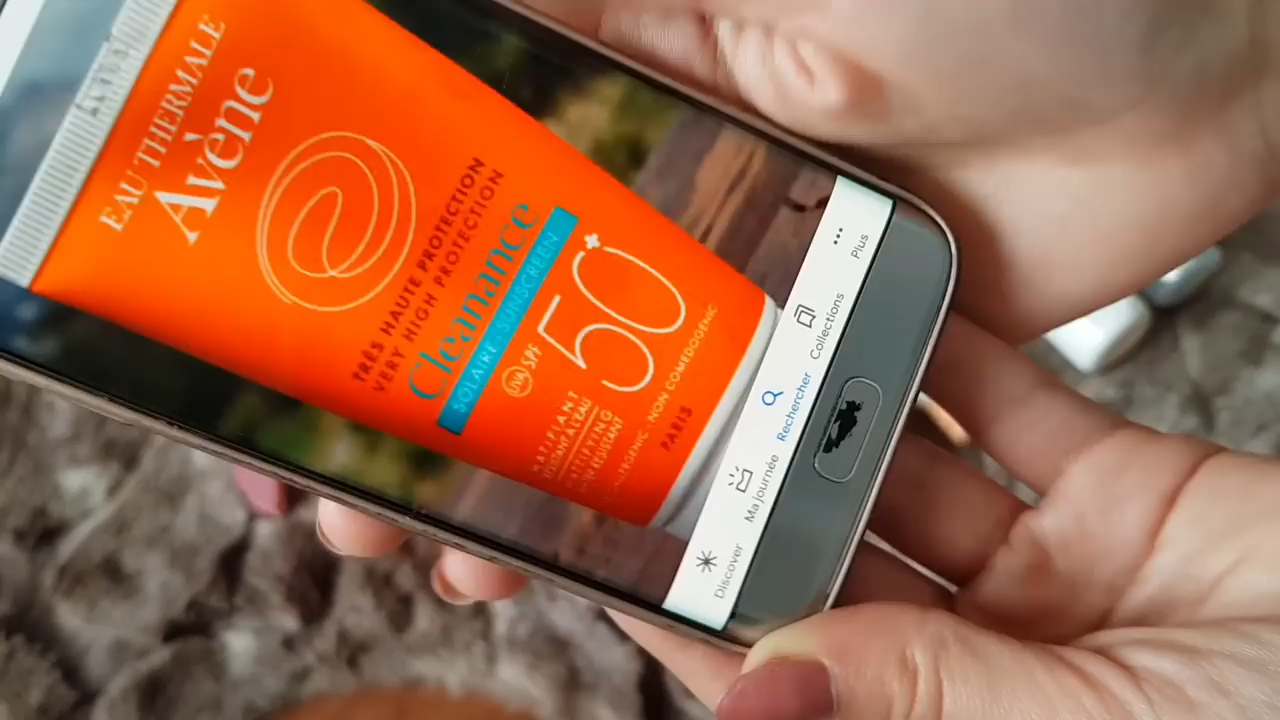 EAU THERMALE
Avène
TRÈS HAUTE PROTECTION
VERY HIGH PROTECTION
Cleanance
SOLAIRE · SUNSCREEN
UVA SPF 50+
NON COMEDOGENIC
PARIS
Discover
Ma journée
Rechercher
Collections
Plus